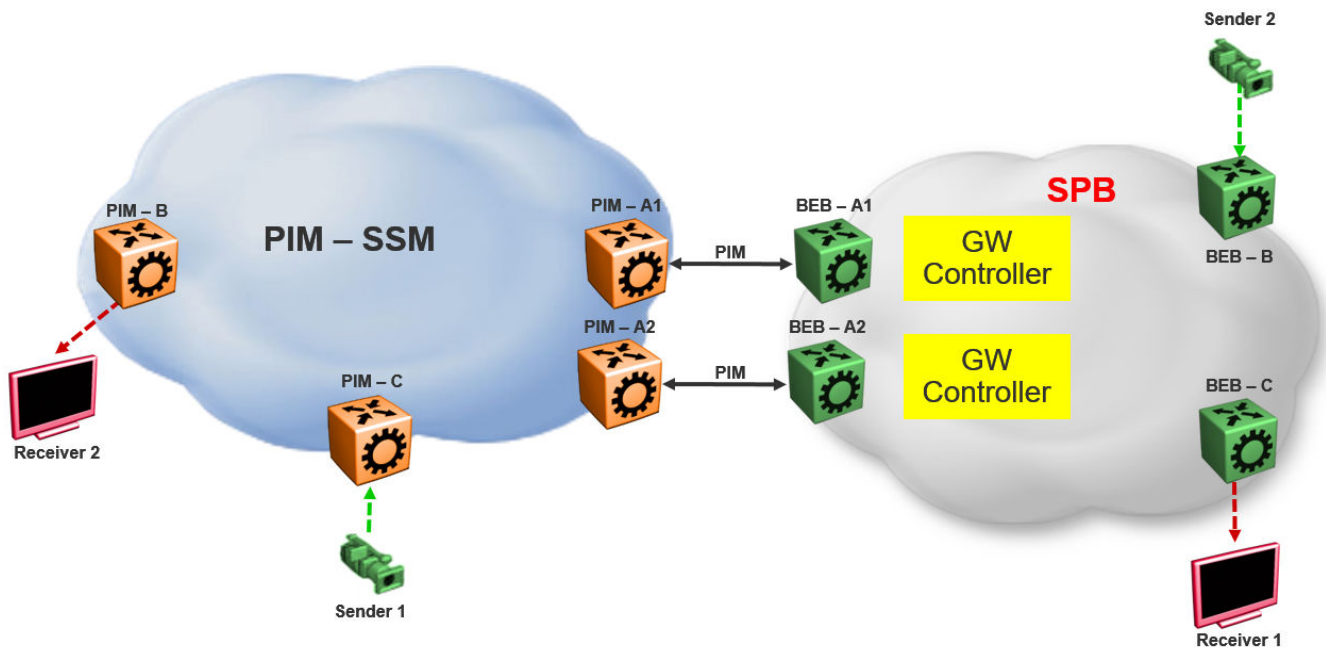 Sender 2
SPB
PIM – B
PIM – A1
BEB – A1
GW
Controller
PIM – SSM
PIM
BEB – B
PIM – A2
BEB – A2
GW
Controller
PIM – C
PIM
BEB – C
Receiver 2
Sender 1
Receiver 1